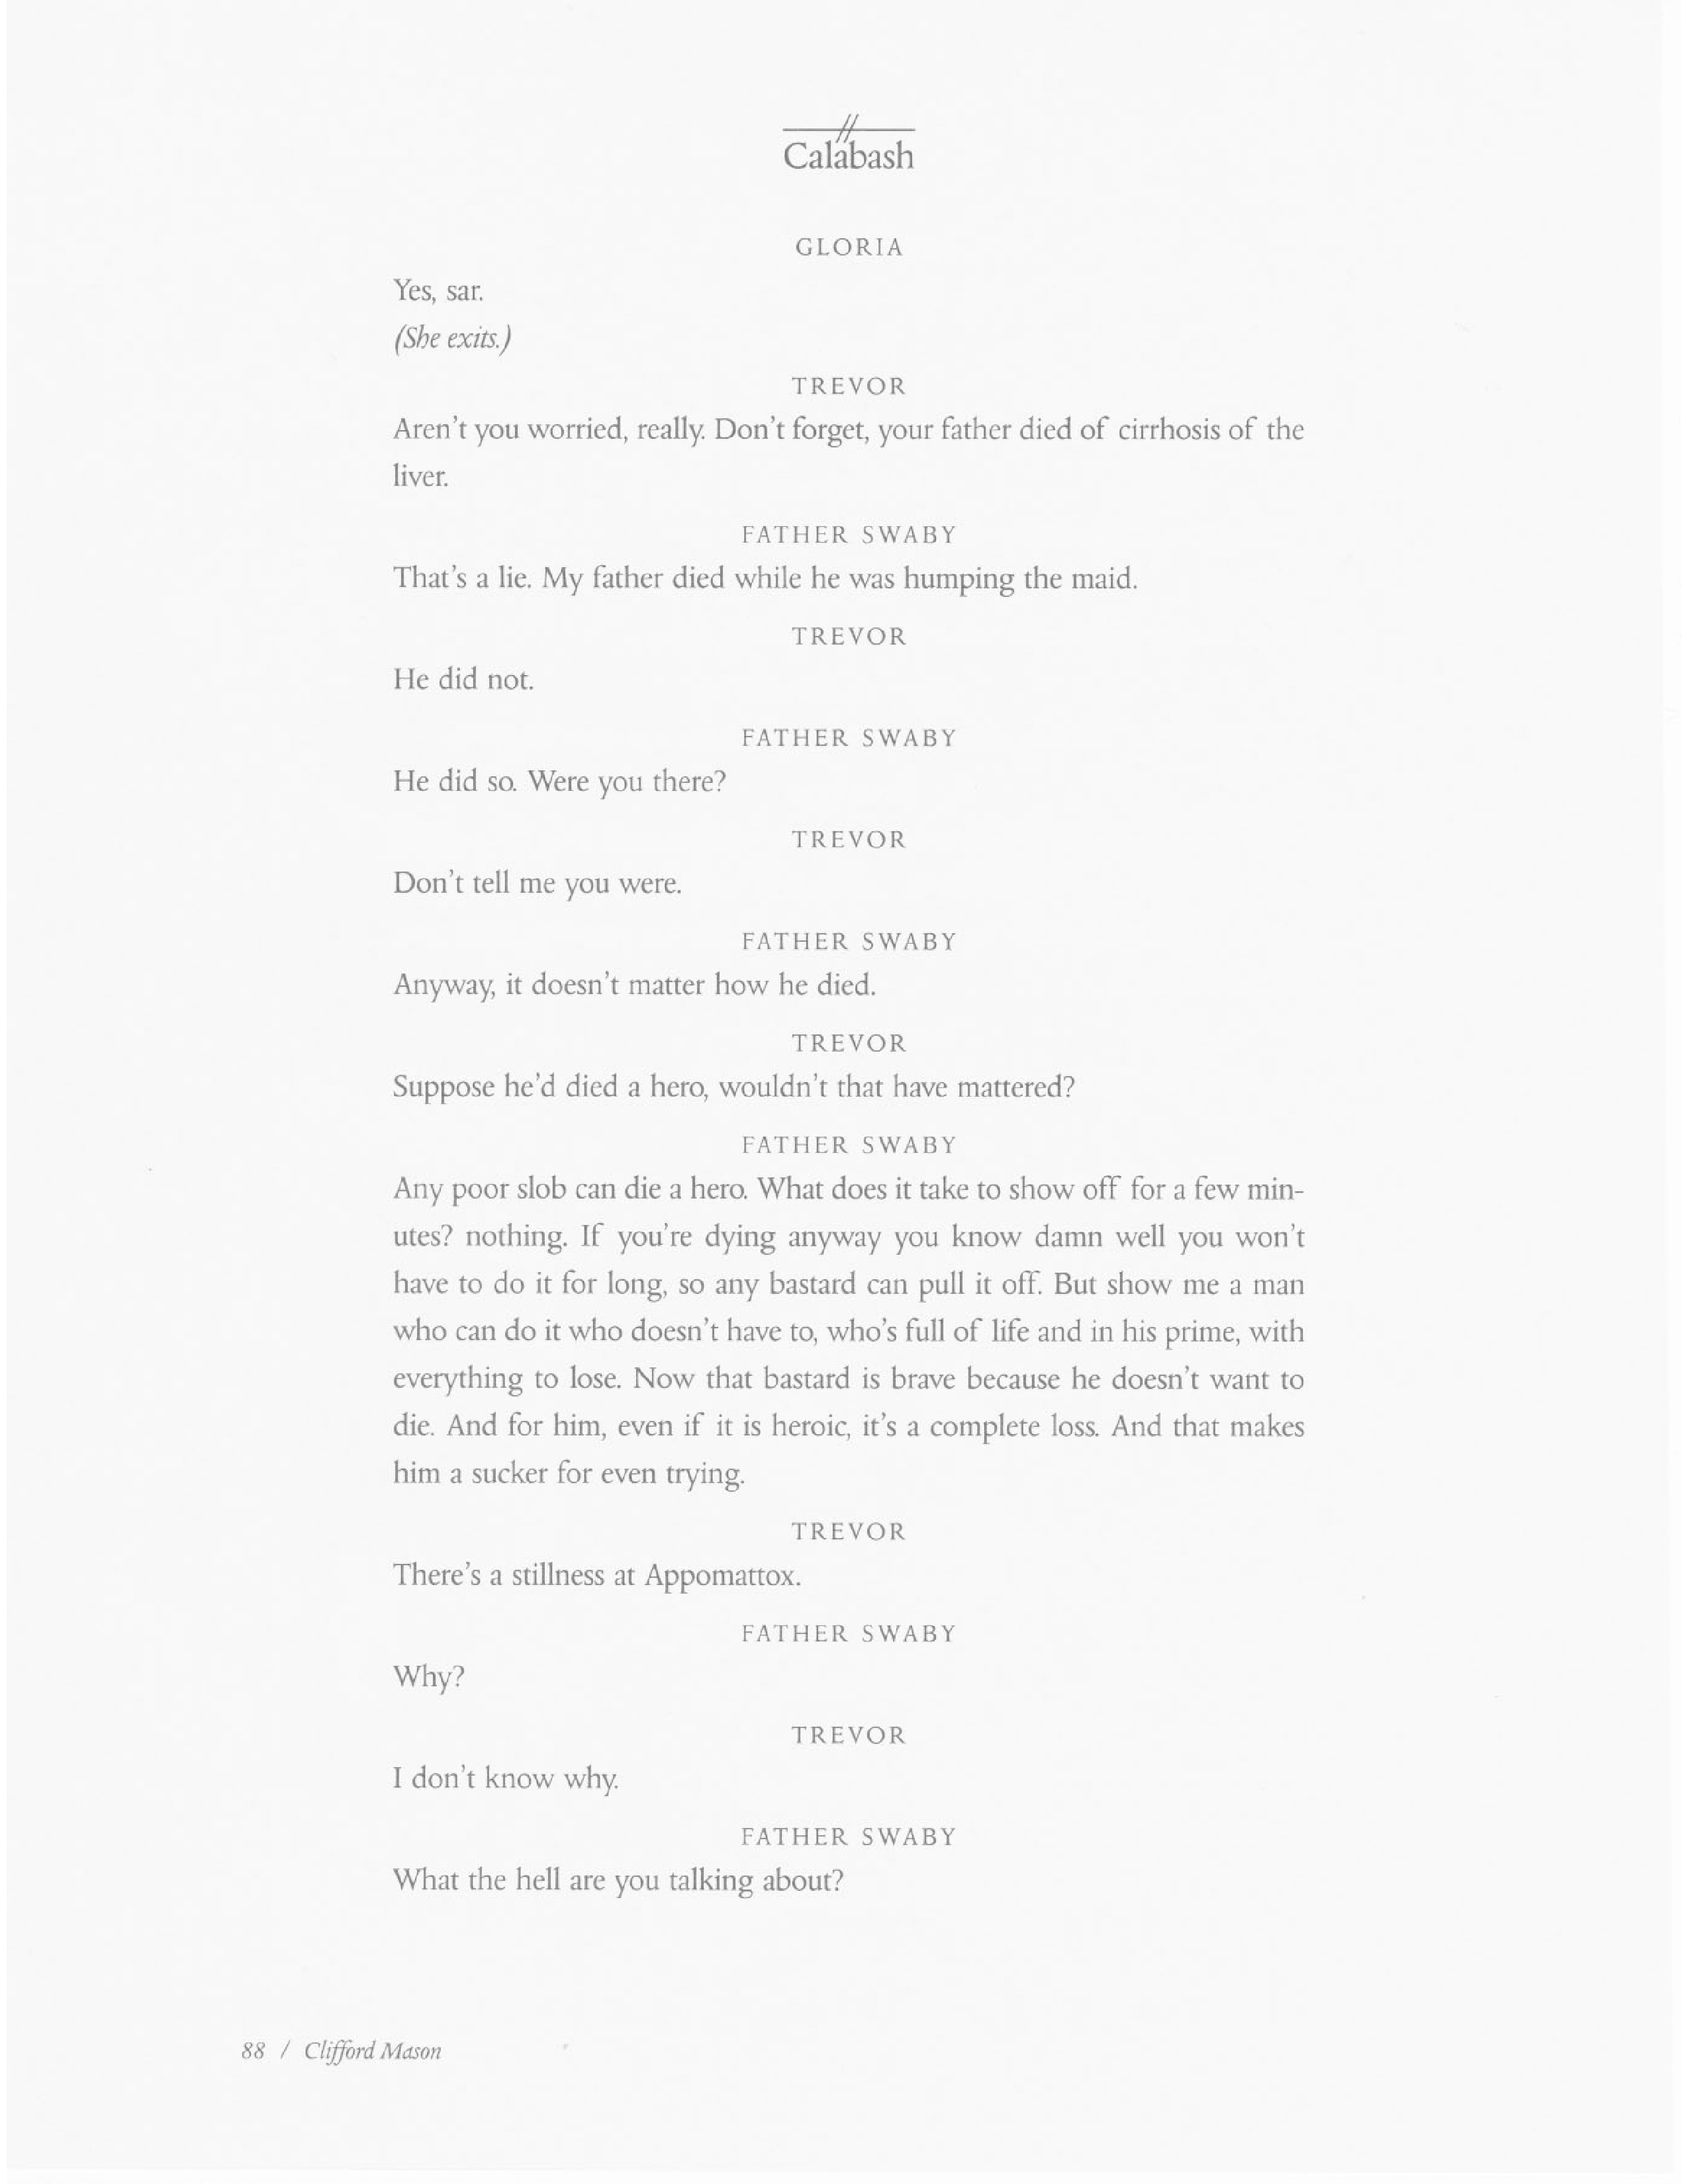 Calabash
GLORIA
Yes, sar.
(She exits.)
TREVOR
Aren't you worried, really. Don't forget, your father died of cirrhosis of the
liver.
FATHER SWABY
That's a lie. My father died while he was humping the maid.
TREVOR
He did not.
FATHER SWABY
He did so. Were you there?
TREVOR
Don't tell me you were.
FATHER SWABY
Anyway, it doesn't matter how he died.
TREVOR
Suppose he'd died a hero, wouldn't that have mattered?
FATHER SWABY
Any poor slob can die a hero. What does it take to show off for a few min-
utes? nothing. If you're dying anyway you know damn well you won't
have to do it for long, so any bastard can pull it off. But show me a man
who can do it who doesn't have to, who's full of life and in his prime, with
everything to lose. Now that bastard is brave because he doesn't want to
die. And for him, even if it is heroic, it's a complete loss. And that makes
him a sucker for even trying.
TREVOR
There's a stillness at Appomattox.
FATHER SWABY
Why?
TREVOR
I don't know why.
FATHER SWABY
What the hell are you talking about?
88 / Clifford Mason